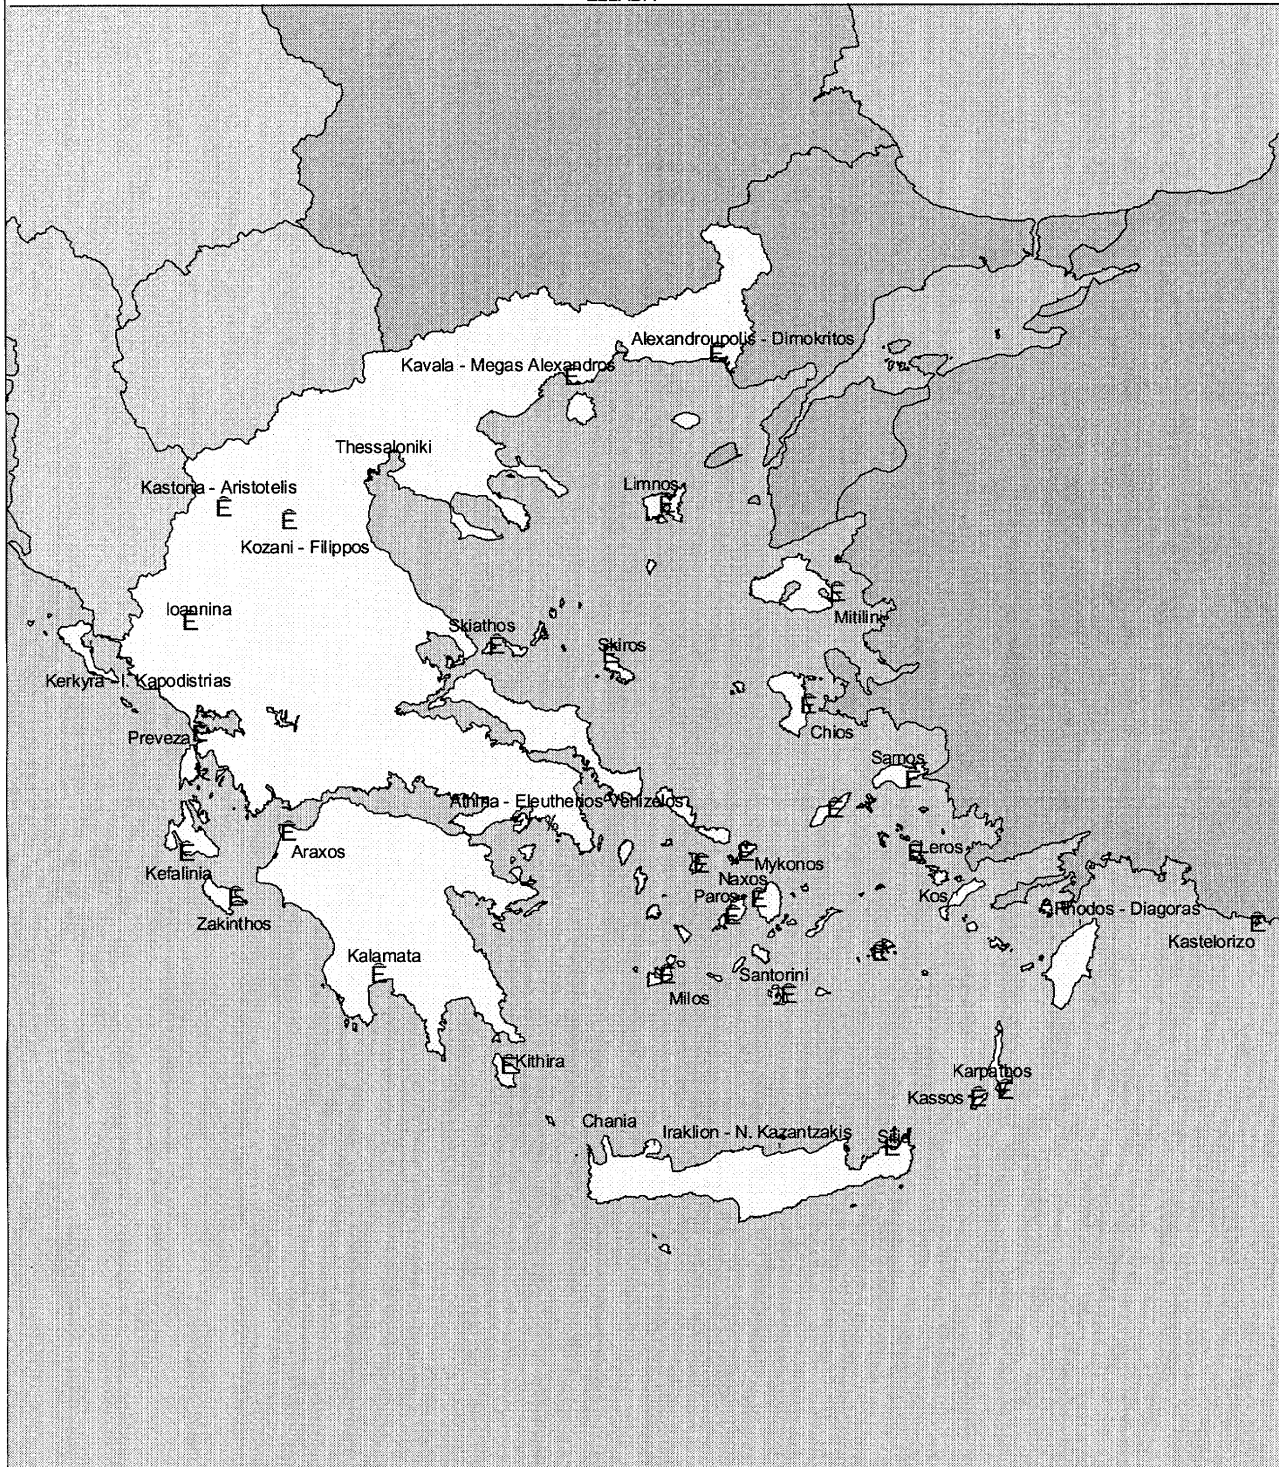 Alexandroupolis - Dimokritos
Kavala - Megas Alexandros
Thessaloniki
Kastoria - Aristotelis
Limnos
Kozani - Filippos
Ioannina
Mitilini
Skiathos
Skiros
Kerkyra - I. Kapodistrias
Chios
Preveza
Samos
Athina - Eleutherios Venizelos
Araxos
Leros
Mykonos
Kefalinia
Naxos
Paros
Kos
Rhodos - Diagoras
Zakinthos
Kastelorizo
Kalamata
Santorini
Milos
Kithira
Karpathos
Kassos
Chania
Iraklion - N. Kazantzakis